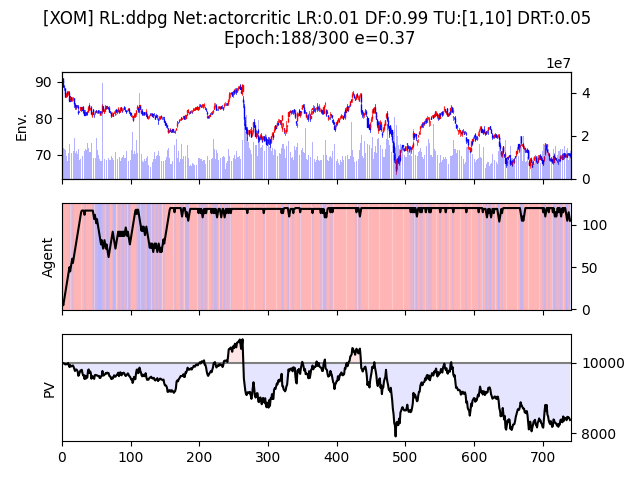 [XOM] RL:ddpg Net:actorcritic LR:0.01 DF:0.99 TU:[1,10] DRT:0.05
Epoch:188/300 e=0.37
1e7
90
80
70
Env.
4
2
0
Agent
100
50
0
PV
10000
8000
0 100 200 300 400 500 600 700